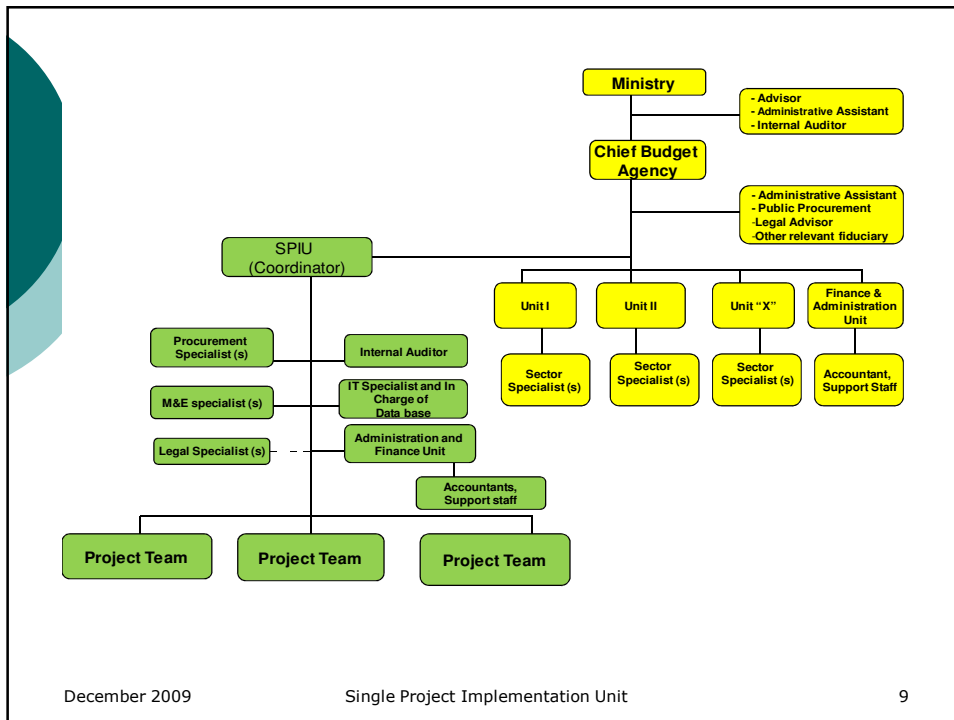 Ministry
- Advisor
- Administrative Assistant
- Internal Auditor
Chief Budget
Agency
- Administrative Assistant
- Public Procurement
-Legal Advisor
-Other relevant fiduciary
SPIU
(Coordinator)
Unit I
Unit II
Unit “X”
Finance &
Administration
Unit
Sector
Specialist (s)
Sector
Specialist (s)
Sector
Specialist (s)
Accountant,
Support Staff
Procurement
Specialist (s)
Internal Auditor
M&E specialist (s)
IT Specialist and In
Charge of
Data base
Legal Specialist (s)
Administration and
Finance Unit
Accountants,
Support staff
Project Team
Project Team
Project Team
December 2009
Single Project Implementation Unit
9